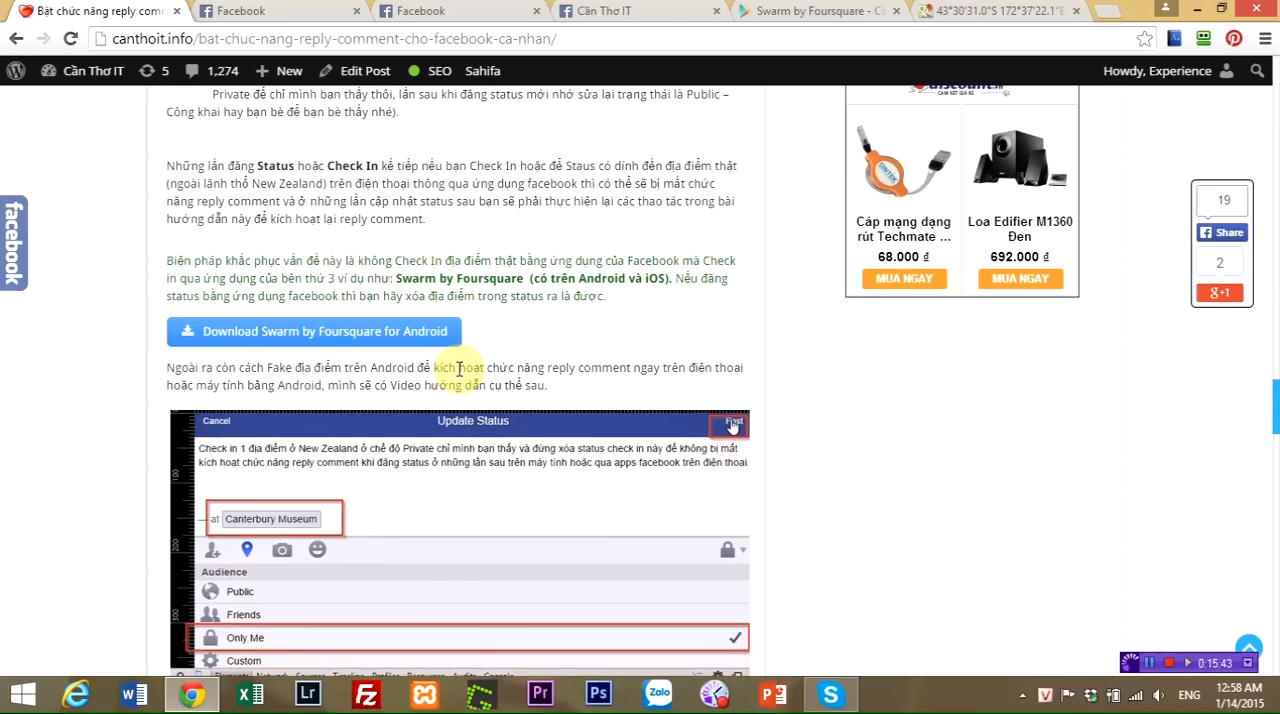 Bật chức năng reply comm
Facebook
Facebook
Cần Thơ IT
Swarm by Foursquare - Că
43°30'31.0"S 172°37'22.1"E
canthoit.info/bat-chuc-nang-reply-comment-cho-facebook-ca-nhan/
Cần Thơ IT
5
1,274
New
Edit Post
SEO
Sahifa
Howdy, Experience
Private để chỉ mình bạn thấy thôi, lần sau khi đăng status mới nhớ sửa lại trạng thái là Public –
Công khai hay bạn bè để bạn bè thấy nhé).
Những lần đăng Status hoặc Check In kế tiếp nếu bạn Check In hoặc để Staus có dính đến địa điểm thật
(ngoài lãnh thổ New Zealand) trên điện thoại thông qua ứng dụng facebook thì có thể sẽ bị mất chức
năng reply comment và ở những lần cập nhật status sau bạn sẽ phải thực hiện lại các thao tác trong bài
hướng dẫn này để kích hoạt lại reply comment.
Biện pháp khắc phục vấn đề này là không Check In địa điểm thật bằng ứng dụng của Facebook mà Check
in qua ứng dụng của bên thứ 3 ví dụ như: Swarm by Foursquare (có trên Android và iOS). Nếu đăng
status bằng ứng dụng facebook thì bạn hãy xóa địa điểm trong status ra là được.
Download Swarm by Foursquare for Android
Ngoài ra còn cách Fake địa điểm trên Android để kích hoạt chức năng reply comment ngay trên điện thoại
hoặc máy tính bảng Android, mình sẽ có Video hướng dẫn cụ thể sau.
Cancel
Update Status
Post
Check in 1 địa điểm ở New Zealand ở chế độ Private chỉ mình bạn thấy và đừng xóa status check in này để không bị mất
kích hoạt chức năng reply comment khi đăng status ở những lần sau trên máy tính hoặc qua apps facebook trên điện thoại.
100
200
300
— at Canterbury Museum
Audience
Public
Friends
Only Me
Custom
Cáp mạng dạng
rút Techmate ...
68.000 ₫
MUA NGAY
Loa Edifier M1360
Đen
692.000 ₫
MUA NGAY
facebook
19
Share
2
g+1
0:15:43
ENG
12:58 AM
1/14/2015
Zalo